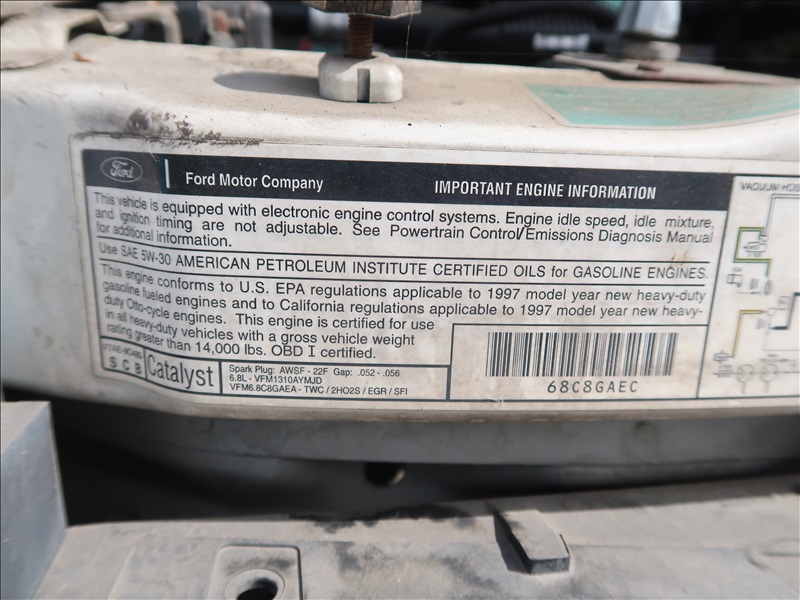 Ford
Ford Motor Company
IMPORTANT ENGINE INFORMATION
This vehicle is equipped with electronic engine control systems. Engine idle speed, idle mixture,
and ignition timing are not adjustable. See Powertrain Control/Emissions Diagnosis Manual
for additional information.
Use SAE 5W-30 AMERICAN PETROLEUM INSTITUTE CERTIFIED OILS for GASOLINE ENGINES.
This engine conforms to U.S. EPA regulations applicable to 1997 model year new heavy-duty
gasoline fueled engines and to California regulations applicable to 1997 model year new heavy-
duty Otto-cycle engines. This engine is certified for use
in all heavy-duty vehicles with a gross vehicle weight
rating greater than 14,000 lbs. OBD I certified.
S C B
Catalyst
Spark Plug: AWSF - 22F Gap: .052 - .056
6.8L - VFM1310AYMJD
VFM6.8C8GAEA - TWC / 2HO2S / EGR / SFI
68C8GAEC
VACUUM HOS